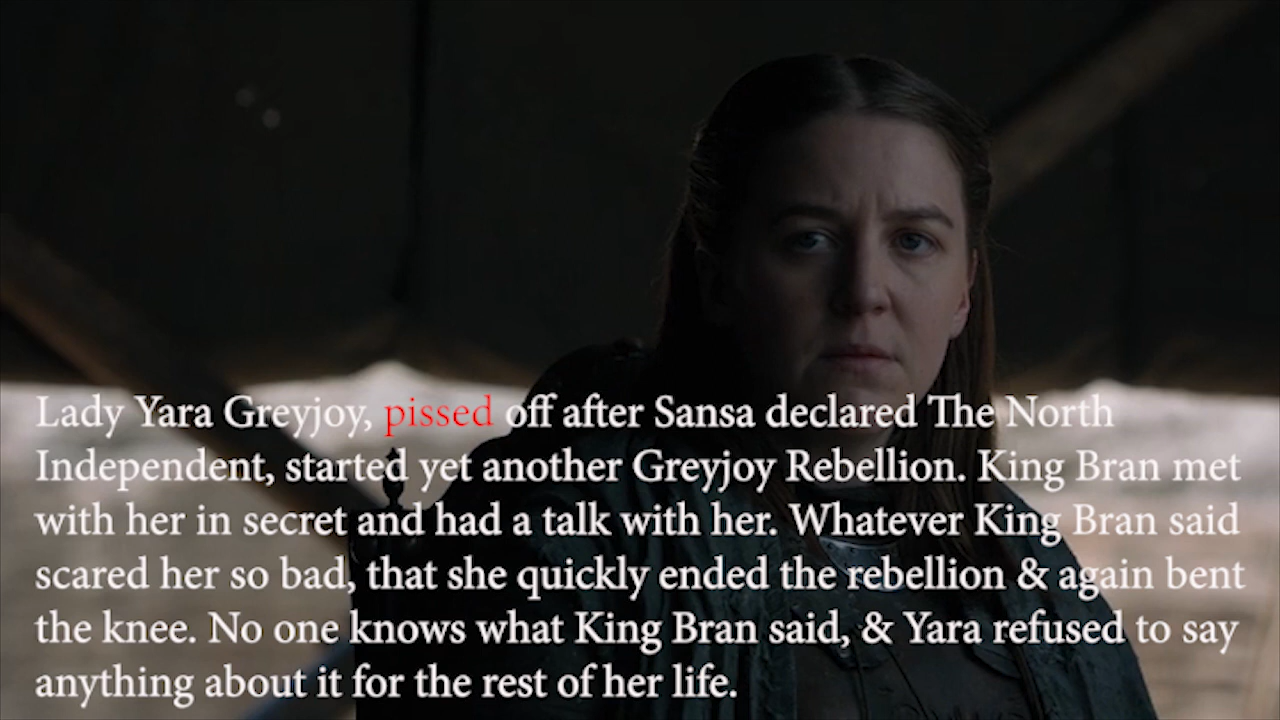 Lady Yara Greyjoy, pissed off after Sansa declared The North
Independent, started yet another Greyjoy Rebellion. King Bran met
with her in secret and had a talk with her. Whatever King Bran said
scared her so bad, that she quickly ended the rebellion & again bent
the knee. No one knows what King Bran said, & Yara refused to say
anything about it for the rest of her life.